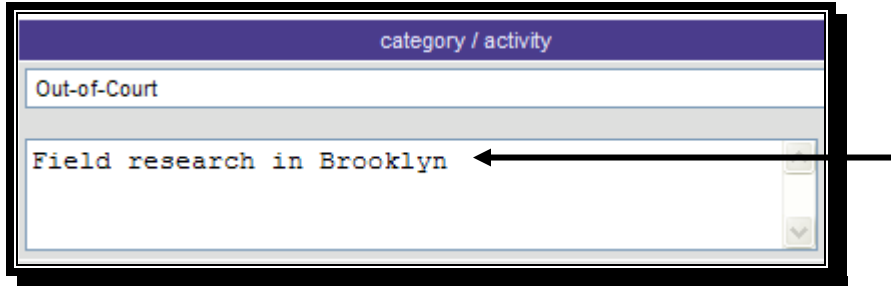 category / activity
Out-of-Court
Field research in Brooklyn